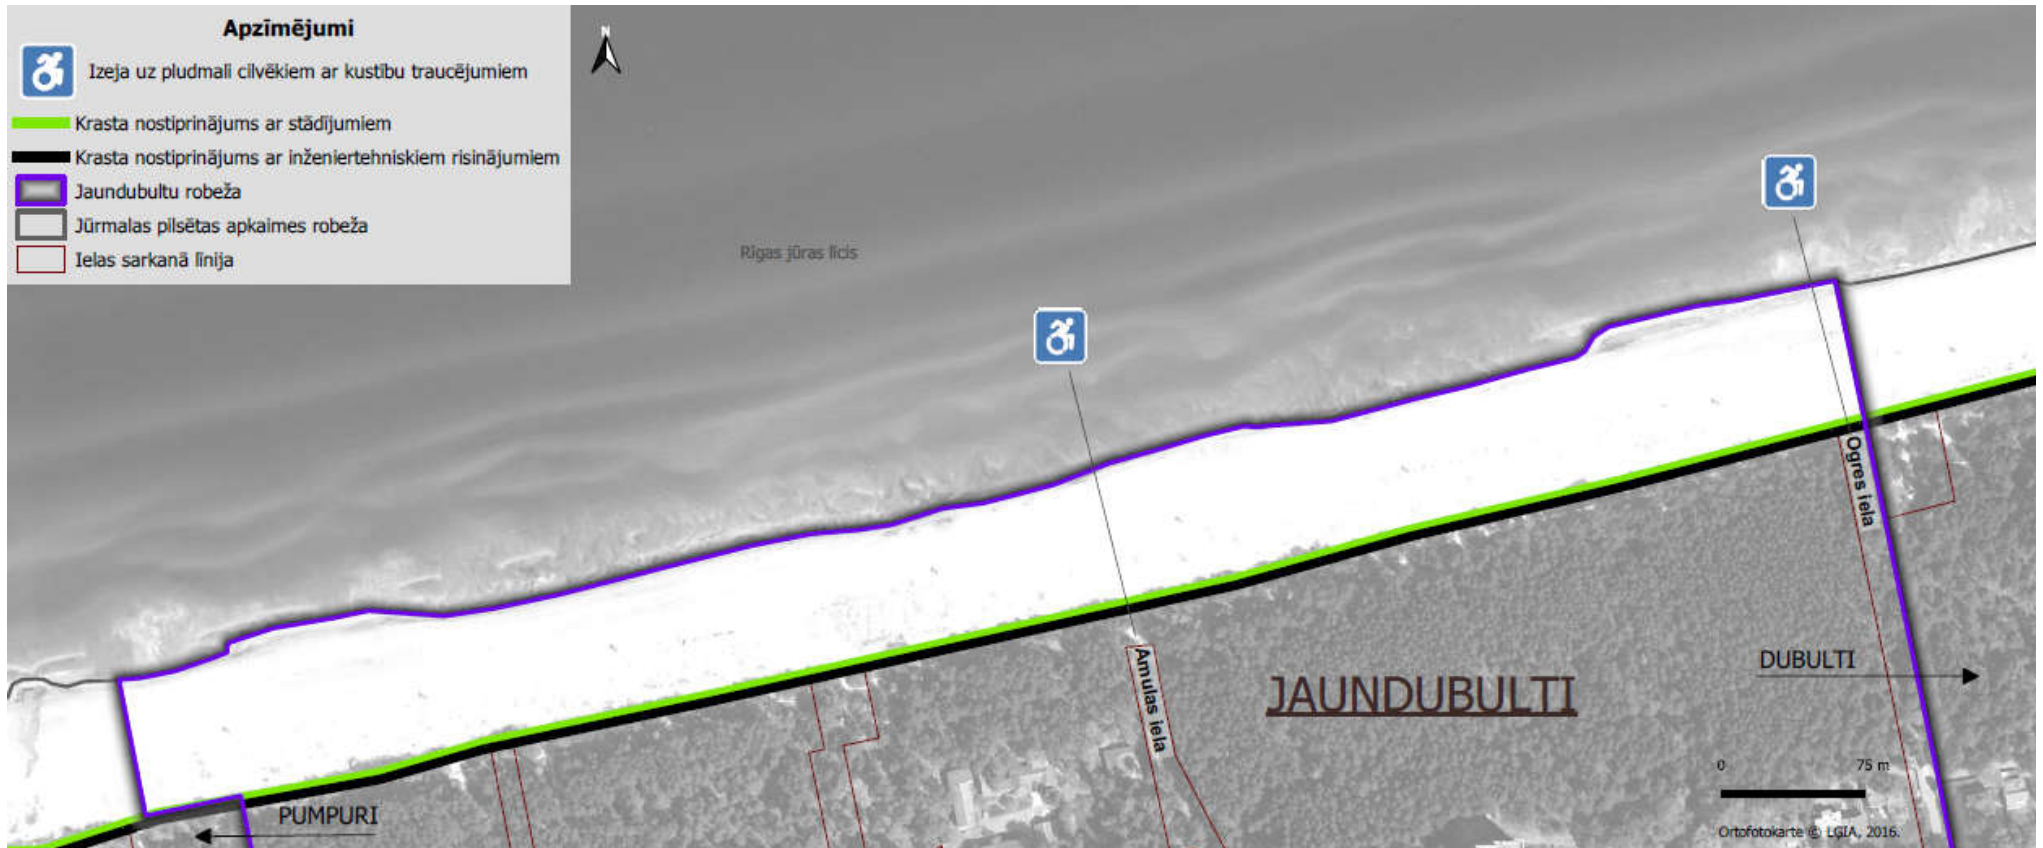 Apzīmējumi
Izeja uz pludmali cilvēkiem ar kustību traucējumiem
Krasta nostiprinājums ar stādījumiem
Krasta nostiprinājums ar inženiertehniskiem risinājumiem
Jaundubultu robeža
Jūrmalas pilsētas apkaimes robeža
Ielas sarkanā līnija
N
Rīgas jūras līcis
Ogres iela
Amulas iela
JAUNDUBULTI
DUBULTI
PUMPURI
0 75 m
Ortofotokarte © LĢIA, 2016.